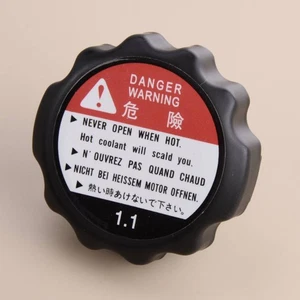 DANGER
WARNING
危 險
▶ NEVER OPEN WHEN HOT.
Hot coolant will scald you.
▶ N'OUVREZ PAS QUAND CHAUD
▶ NICHT BEI HEISSEM MOTOR OFFNEN.
▶ 熱い時あけないで下さい。
1.1